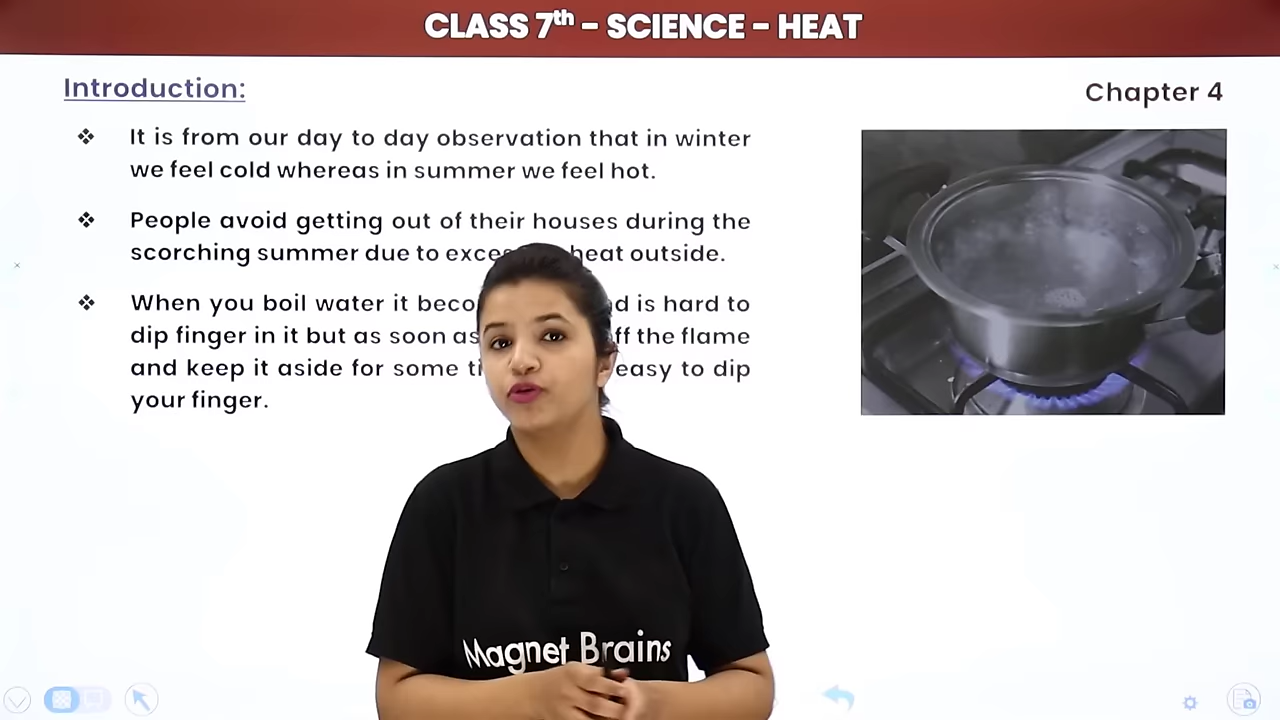 CLASS 7th - SCIENCE - HEAT
Introduction:
Chapter 4
❖ It is from our day to day observation that in winter
we feel cold whereas in summer we feel hot.
❖ People avoid getting out of their houses during the
scorching summer due to heat outside.
❖ When you boil water it is hard to
dip finger in it but as soon as the flame
and keep it aside for some easy to dip
your finger.
Magnet Brains